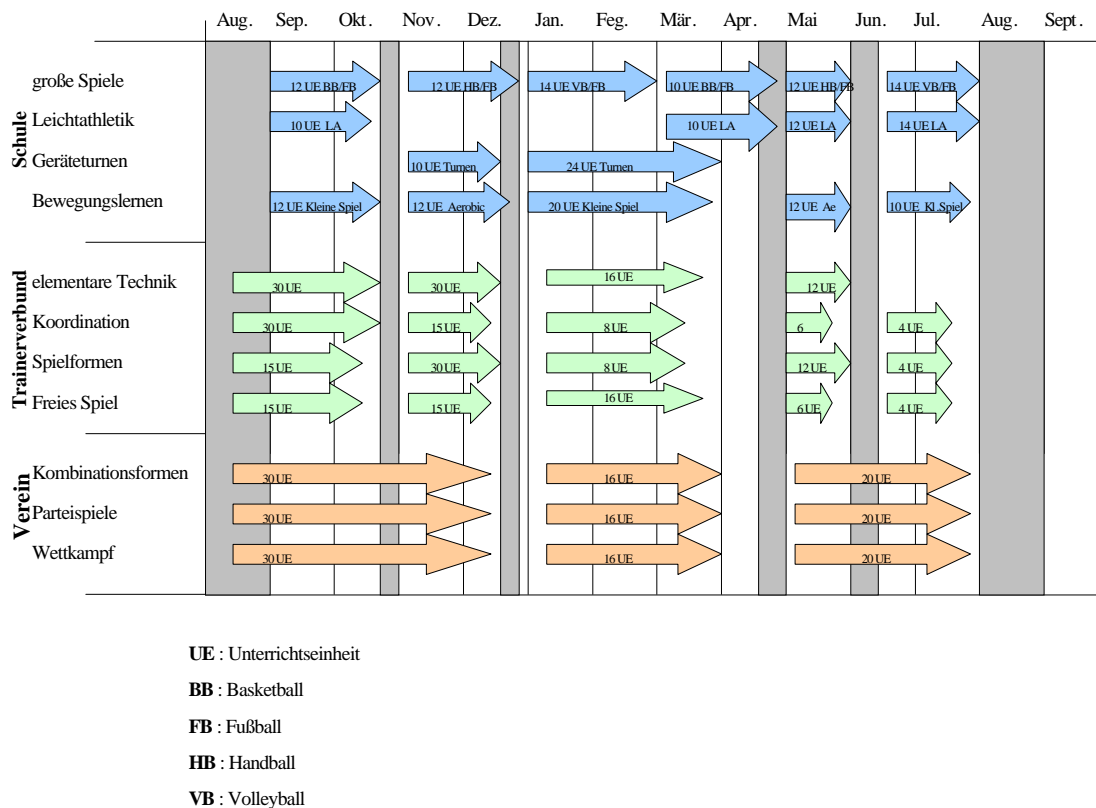 Aug. Sep. Okt. Nov. Dez. Jan. Feg. Mär. Apr. Mai Jun. Jul. Aug. Sept.
Schule
große Spiele 12 UE BB/FB 12 UE HB/FB 14 UE VB/FB 10 UE BB/FB 12 UE HB/FB 14 UE VB/FB
Leichtathletik 10 UE LA 10 UE LA 12 UE LA 14 UE LA
Geräteturnen 10 UE Turnen 24 UE Turnen
Bewegungslernen 12 UE Kleine Spiel 12 UE Aerobic 20 UE Kleine Spiel 12 UE Ae 10 UE Kl.Spiel
Trainerverbund
elementare Technik 30 UE 30 UE 16 UE 12 UE
Koordination 30 UE 15 UE 8 UE 6 4 UE
Spielformen 15 UE 30 UE 8 UE 12 UE 4 UE
Freies Spiel 15 UE 15 UE 16 UE 6 UE 4 UE
Verein
Kombinationsformen 30 UE 16 UE 20 UE
Parteispiele 30 UE 16 UE 20 UE
Wettkampf 30 UE 16 UE 20 UE
UE : Unterrichtseinheit
BB : Basketball
FB : Fußball
HB : Handball
VB : Volleyball